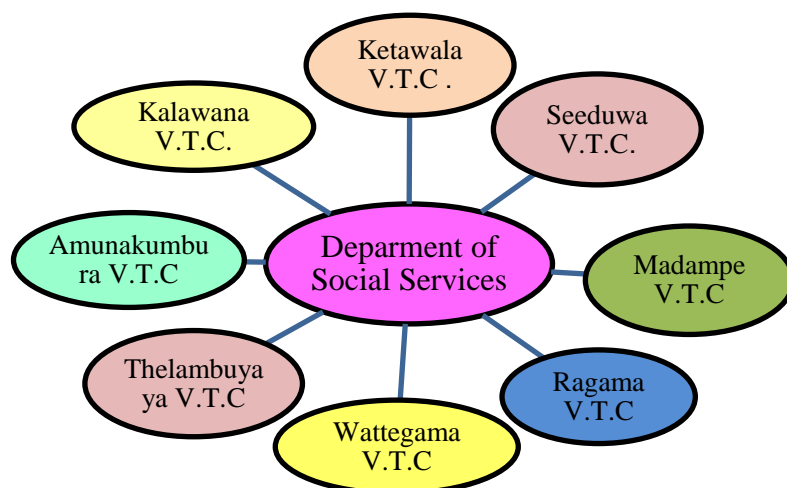 Ketawala
V.T.C .
Seeduwa
V.T.C.
Kalawana
V.T.C.
Deparment of
Social Services
Amunakumbu
ra V.T.C
Madampe
V.T.C
Thelambuya
ya V.T.C
Ragama
V.T.C
Wattegama
V.T.C